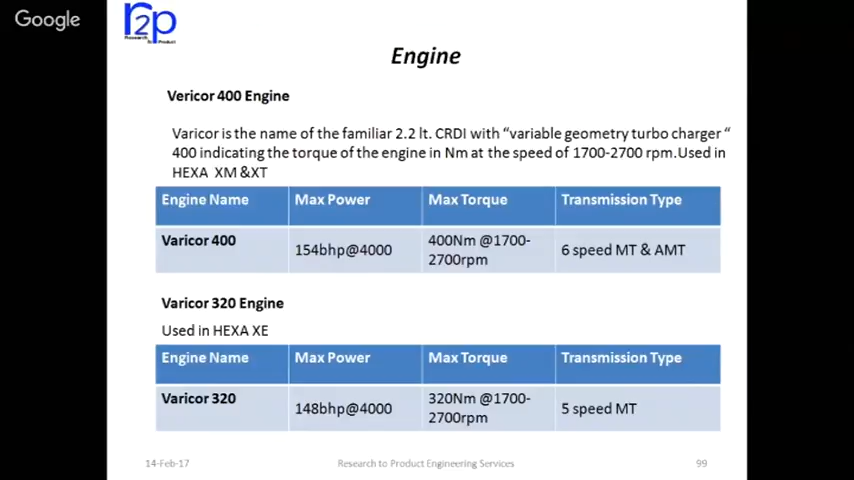 Google
r2p
Research to Product
Engine
Vericor 400 Engine
Varicor is the name of the familiar 2.2 lt. CRDI with “variable geometry turbo charger “
400 indicating the torque of the engine in Nm at the speed of 1700-2700 rpm.Used in
HEXA XM &XT
Engine Name Max Power Max Torque Transmission Type
Varicor 400 154bhp@4000 400Nm @1700-
2700rpm 6 speed MT & AMT
Varicor 320 Engine
Used in HEXA XE
Engine Name Max Power Max Torque Transmission Type
Varicor 320 148bhp@4000 320Nm @1700-
2700rpm 5 speed MT
14-Feb-17 Research to Product Engineering Services 99